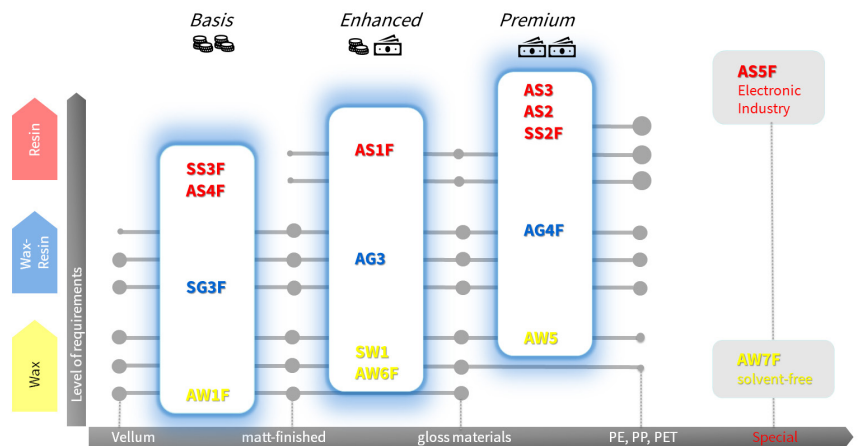 Basis
Enhanced
Premium
AS5F
Electronic
Industry
AS3
AS2
SS2F
Resin
AS1F
SS3F
AS4F
Wax-
Resin
AG4F
AG3
SG3F
Level of requirements
Wax
AW5
SW1
AW6F
AW7F
solvent-free
AW1F
Vellum
matt-finished
gloss materials
PE, PP, PET
Special